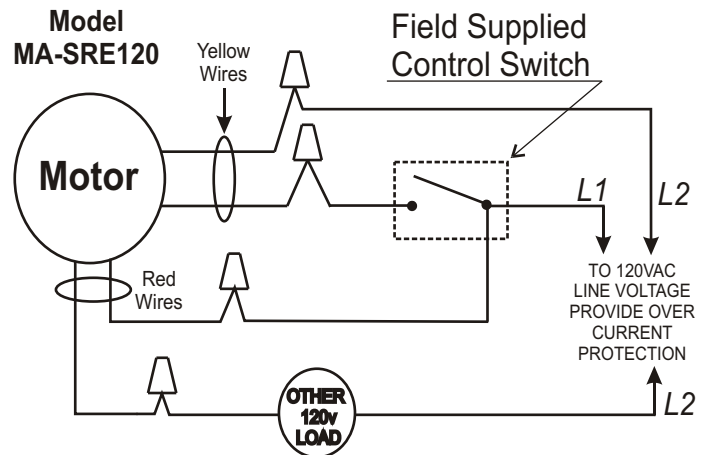 Model
MA-SRE120
Yellow
Wires
Field Supplied
Control Switch
Motor
L1
L2
Red
Wires
TO 120VAC
LINE VOLTAGE
PROVIDE OVER
CURRENT
PROTECTION
OTHER
120v
LOAD
L2